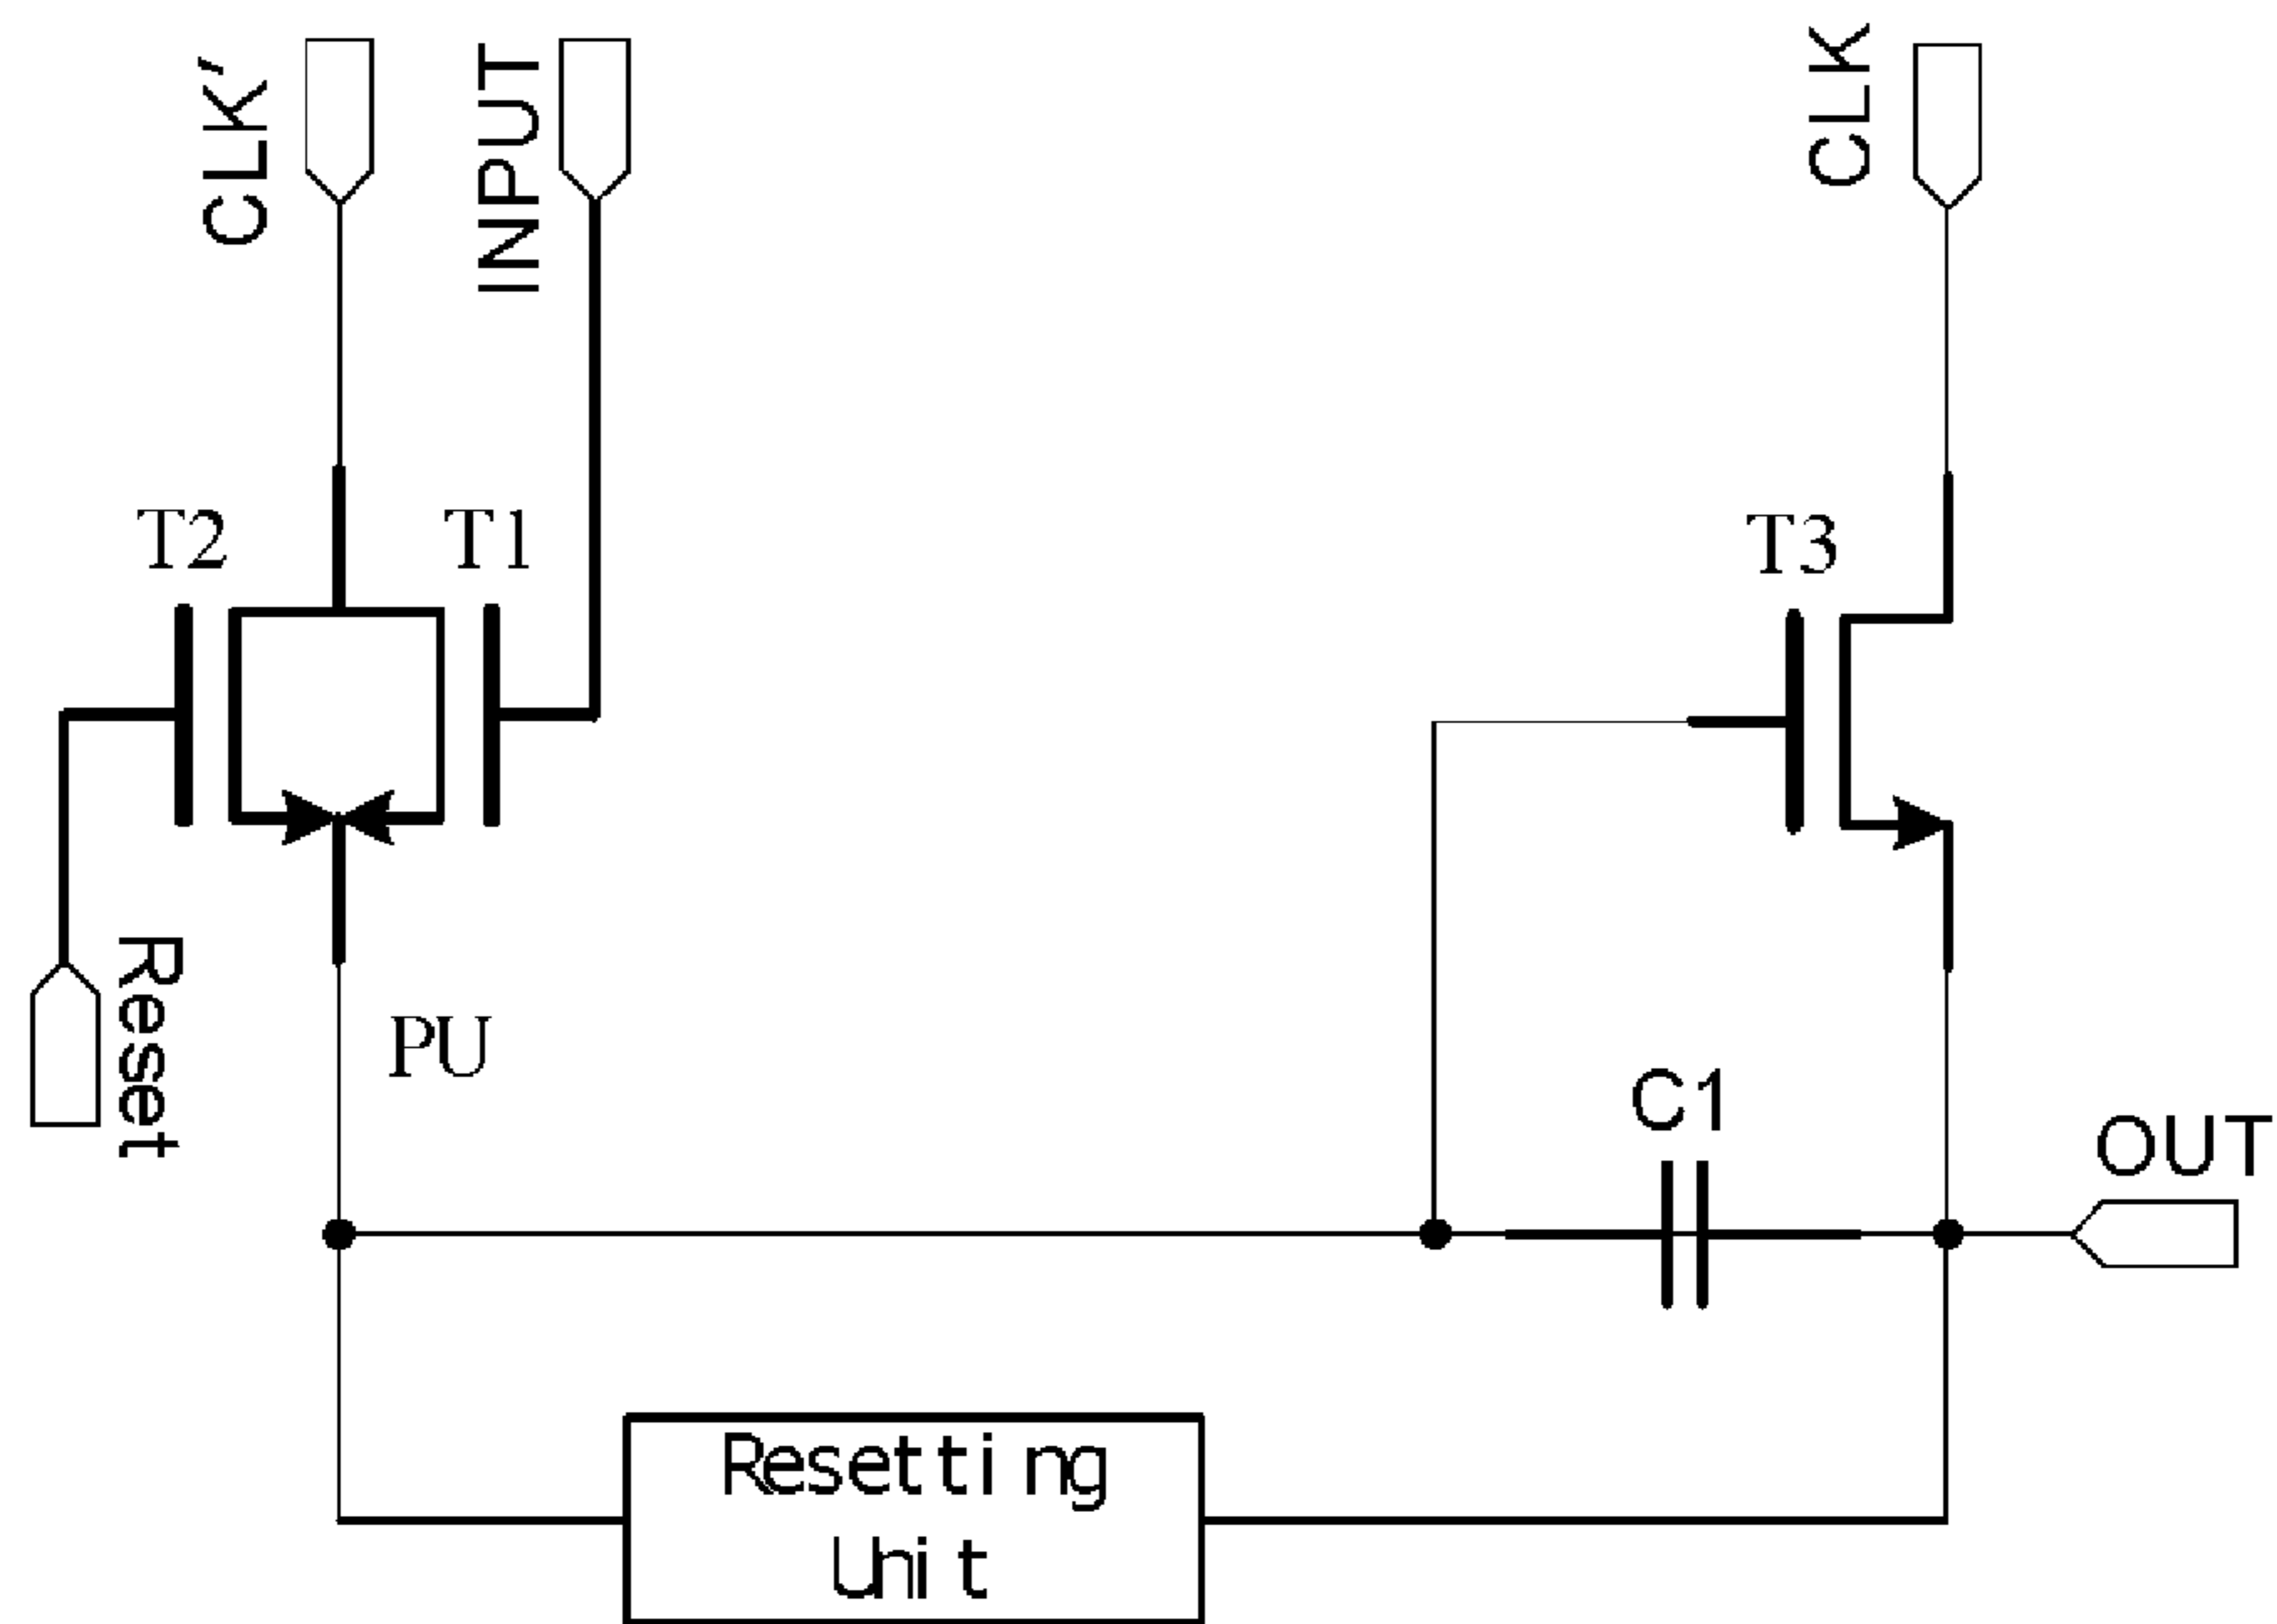 CLK′
INPUT
CLK
T2
T1
T3
Reset
PU
C1
OUT
Resetting
Unit